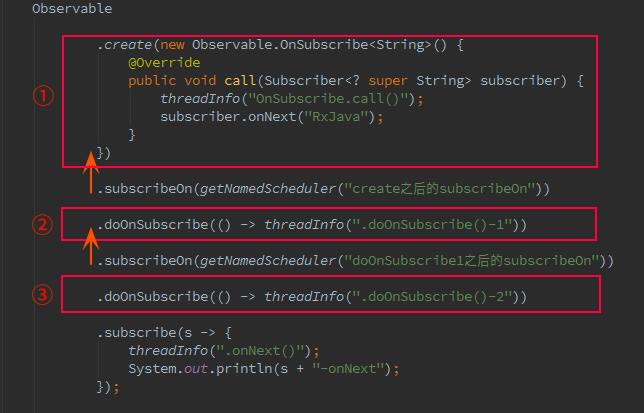 Observable
.create(new Observable.OnSubscribe<String>() {
@Override
public void call(Subscriber<? super String> subscriber) {
① threadInfo("OnSubscribe.call()");
subscriber.onNext("RxJava");
}
})
.subscribeOn(getNamedScheduler("create之后的subscribeOn"))
② .doOnSubscribe(() -> threadInfo(".doOnSubscribe()-1"))
.subscribeOn(getNamedScheduler("doOnSubscribe1之后的subscribeOn"))
③ .doOnSubscribe(() -> threadInfo(".doOnSubscribe()-2"))
.subscribe(s -> {
threadInfo(".onNext()");
System.out.println(s + "-onNext");
});